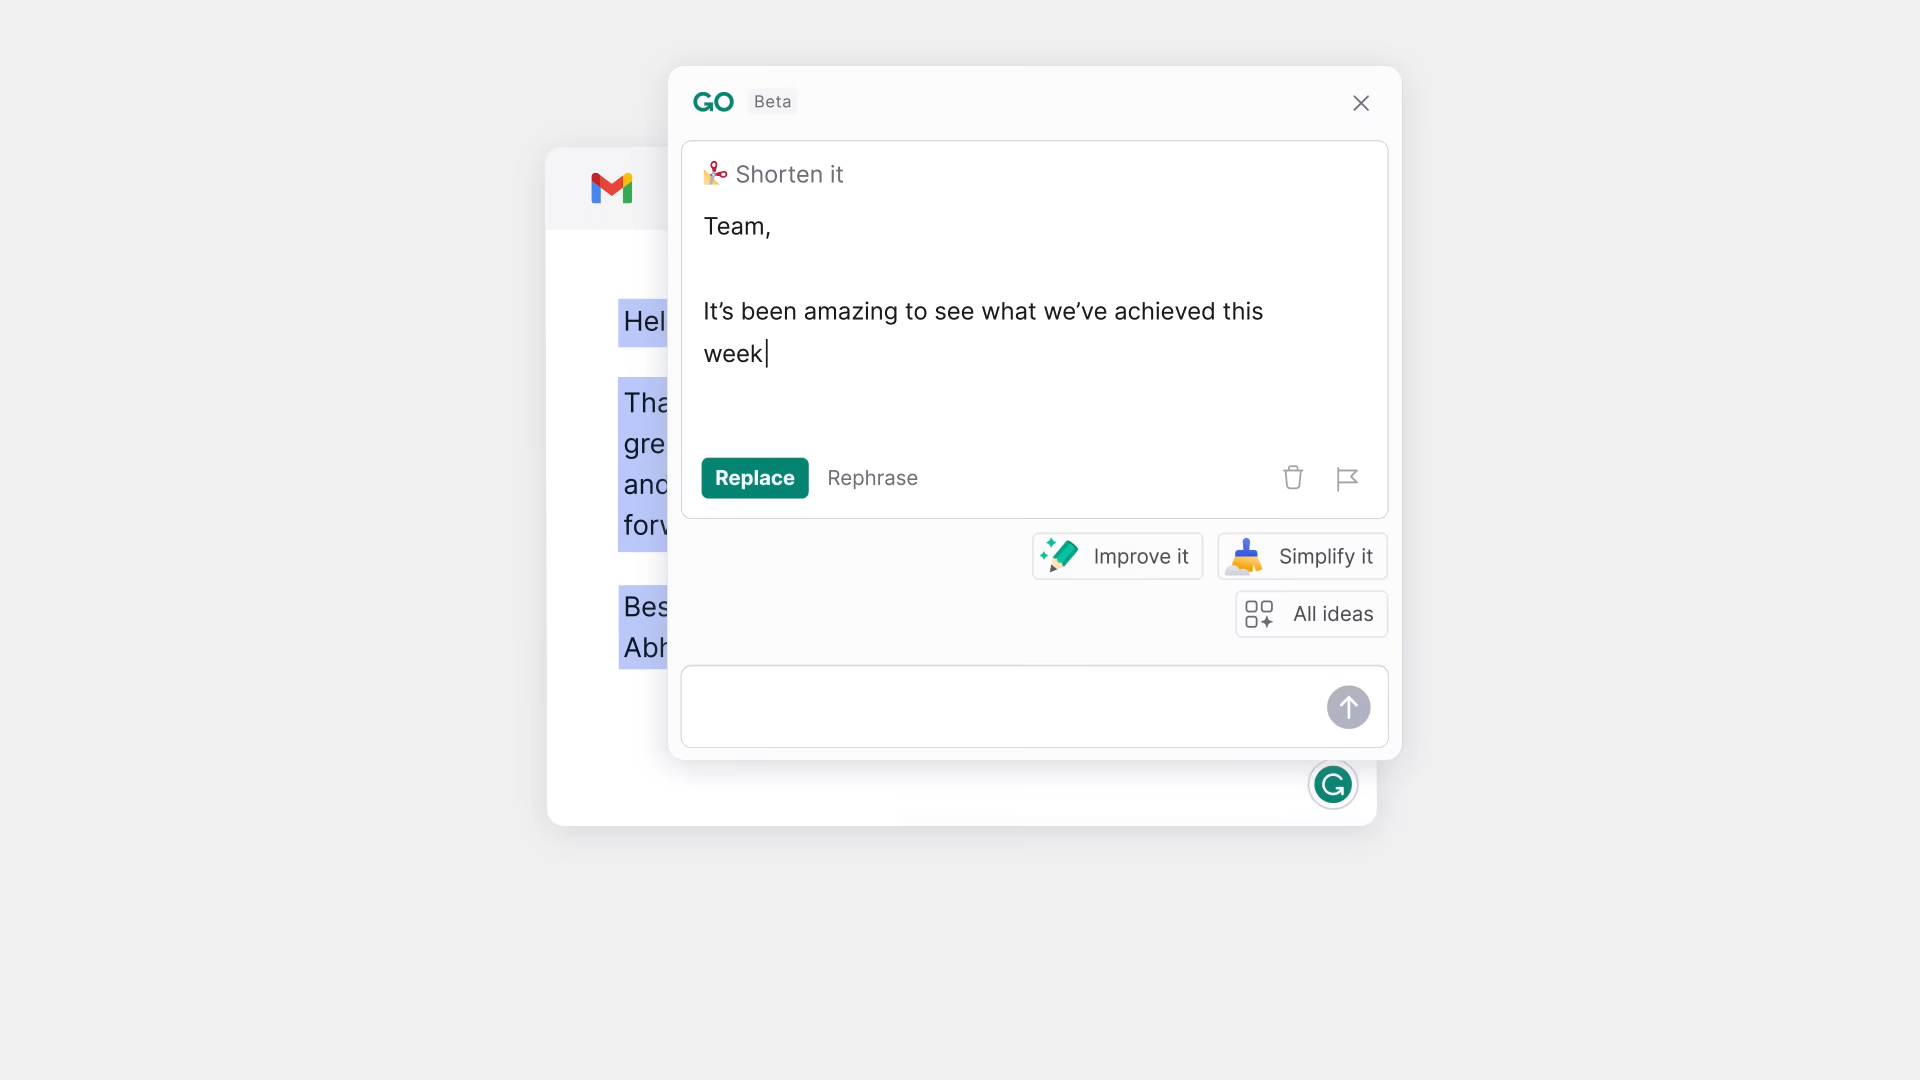 GO Beta
Shorten it
Team,
It’s been amazing to see what we’ve achieved this
week
Replace Rephrase
Improve it Simplify it
All ideas
Hel
Tha
gre
and
forw
Bes
Abh